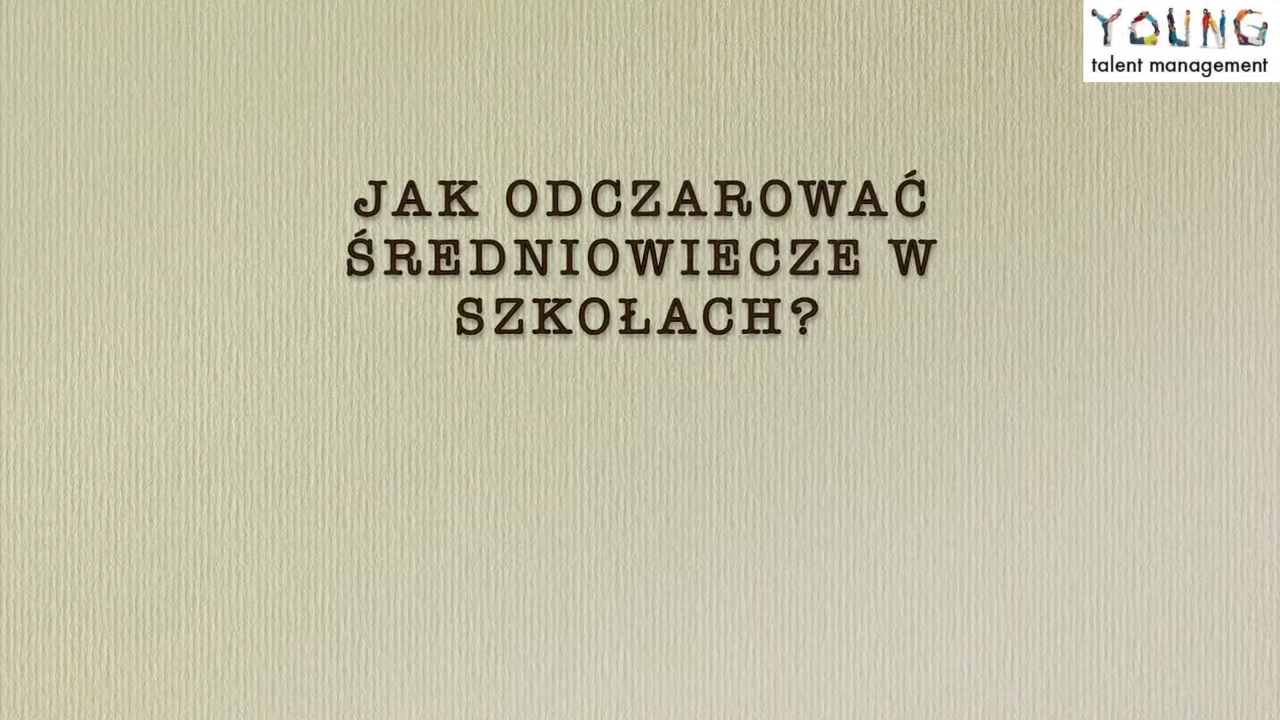 YOUNG
talent management
JAK ODCZAROWAĆ
ŚREDNIOWIECZE W
SZKOŁACH?